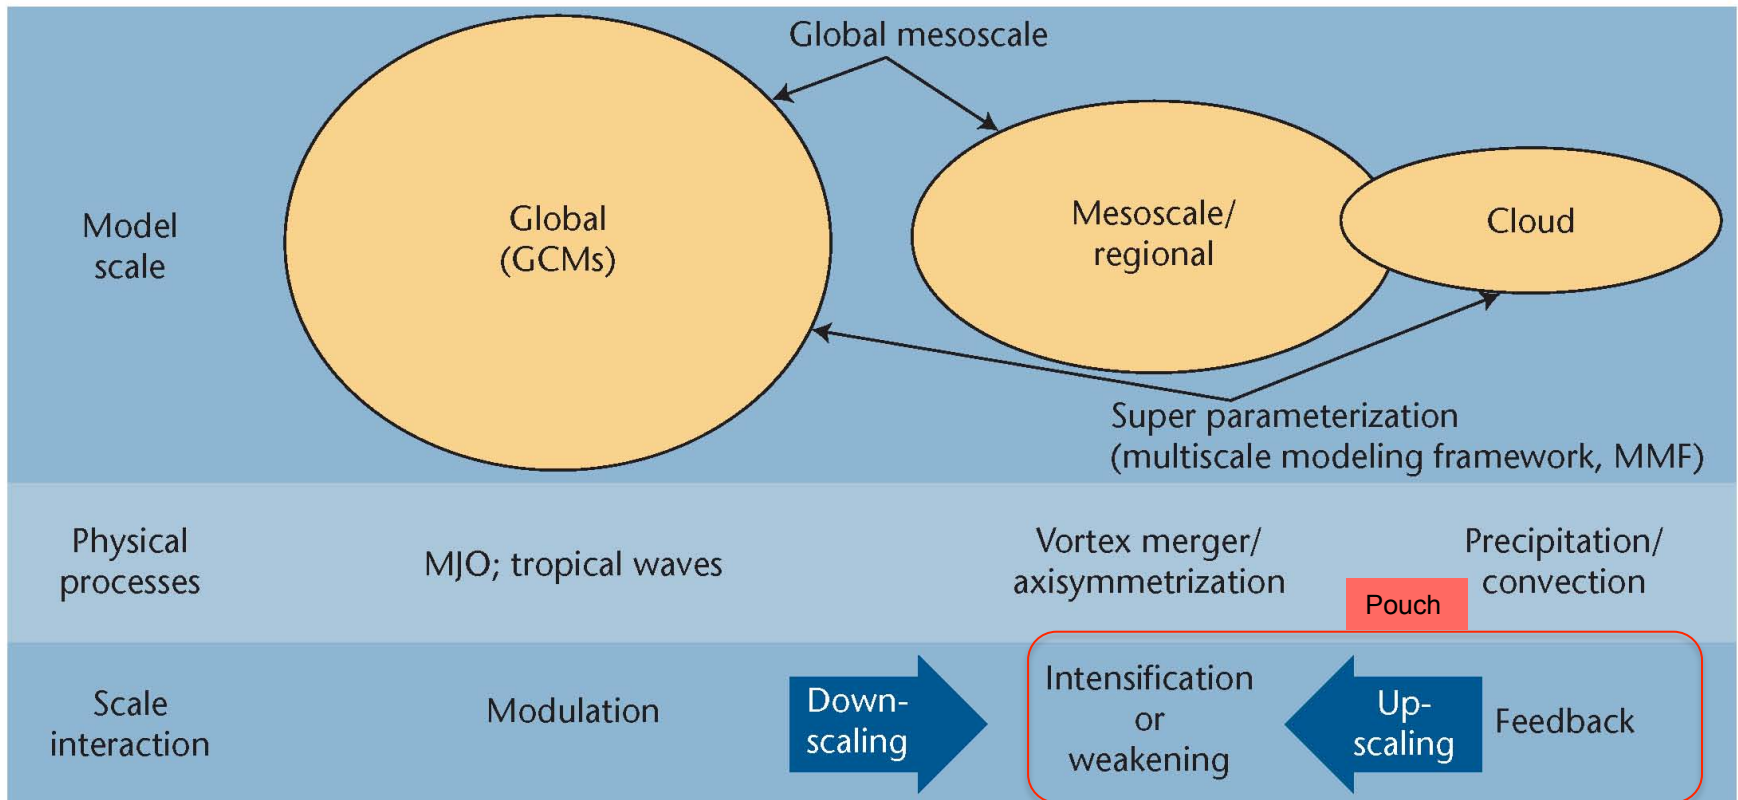 Global mesoscale
Model
scale
Global
(GCMs)
Mesoscale/
regional
Cloud
Super parameterization
(multiscale modeling framework, MMF)
Physical
processes
MJO; tropical waves
Vortex merger/
axisymmetrization
Precipitation/
convection
Pouch
Scale
interaction
Modulation
Down-
scaling
Intensification
or
weakening
Up-
scaling
Feedback